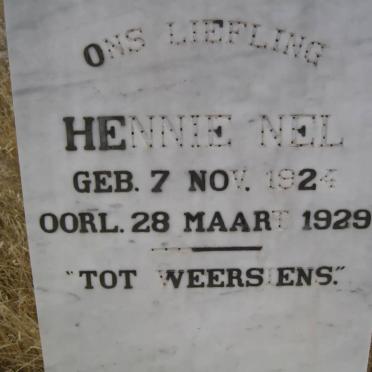 ONS LIEFLING
HENNIE NEL
GEB. 7 NOV. 1924
OORL. 28 MAART 1929
"TOT WEERSIENS."